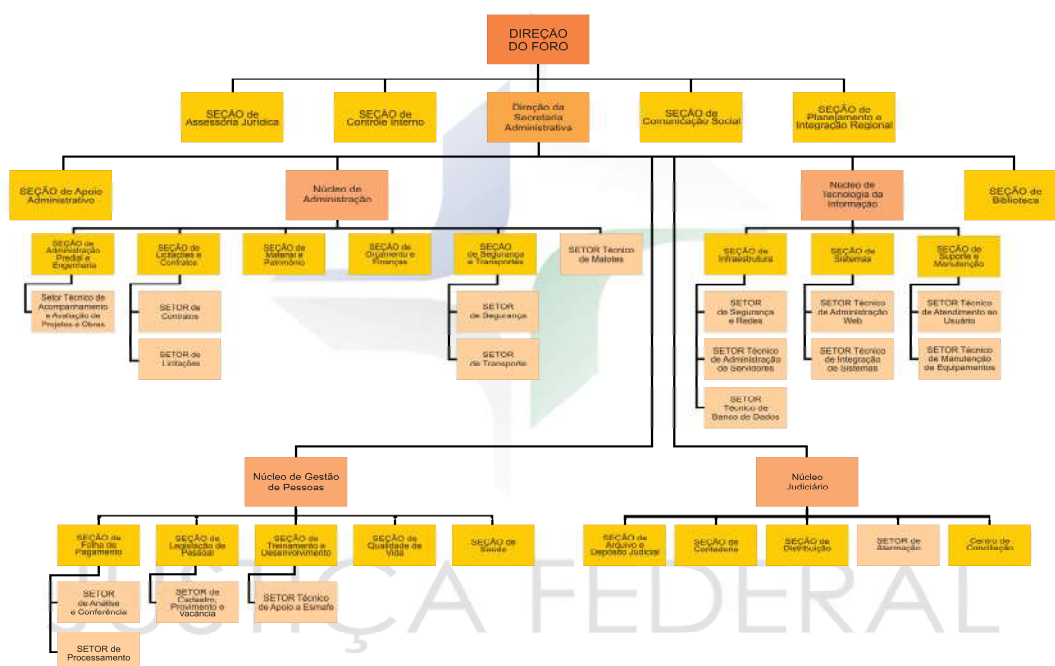 DIREÇÃO
DO FORO
SEÇÃO de
Assessoria Jurídica
SEÇÃO de
Controle Interno
Direção da
Secretaria
Administrativa
SEÇÃO de
Comunicação Social
SEÇÃO de
Planejamento e
Integração Regional
SEÇÃO de Apoio
Administrativo
Núcleo de
Administração
Núcleo de
Tecnologia da
Informação
SEÇÃO de
Biblioteca
SEÇÃO de
Administração
Predial e
Engenharia
SEÇÃO de
Licitações e
Contratos
SEÇÃO de
Material e
Patrimônio
SEÇÃO de
Orçamento e
Finanças
SEÇÃO
de Segurança
e Transportes
SETOR Técnico
de Malotes
SEÇÃO de
Infraestrutura
SEÇÃO de
Sistemas
SEÇÃO de
Suporte e
Manutenção
Setor Técnico de
Acompanhamento
e Avaliação de
Projetos e Obras
SETOR de
Contratos
SETOR
de Segurança
SETOR
de Segurança
e Redes
SETOR Técnico
de Administração
Web
SETOR Técnico
de Atendimento ao
Usuário
SETOR de
Licitações
SETOR
de Transporte
SETOR Técnico
de Administração
de Servidores
SETOR Técnico
de Integração
de Sistemas
SETOR Técnico
de Manutenção
de Equipamentos
SETOR
Técnico de
Banco de Dados
Núcleo de Gestão
de Pessoas
Núcleo
Judiciário
SEÇÃO de
Folha de
Pagamento
SEÇÃO de
Legislação de
Pessoal
SEÇÃO de
Treinamento e
Desenvolvimento
SEÇÃO de
Qualidade de
Vida
SEÇÃO de
Saúde
SEÇÃO de
Arquivo e
Depósito Judicial
SEÇÃO de
Contadoria
SEÇÃO de
Distribuição
SETOR de
Atermação
Centro de
Conciliação
SETOR
de Análise
e Conferência
SETOR de
Cadastro,
Provimento e
Vacância
SETOR Técnico
de Apoio a Esmafe
SETOR de
Processamento
JUSTIÇA FEDERAL